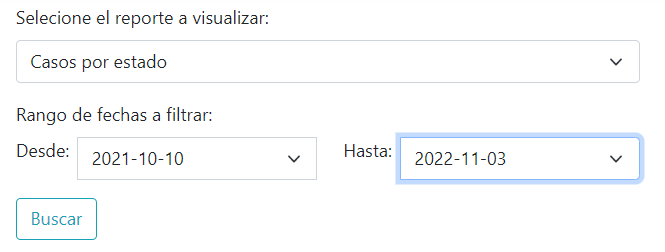 Selecione el reporte a visualizar:
Casos por estado
Rango de fechas a filtrar:
Desde: 2021-10-10 Hasta: 2022-11-03
Buscar